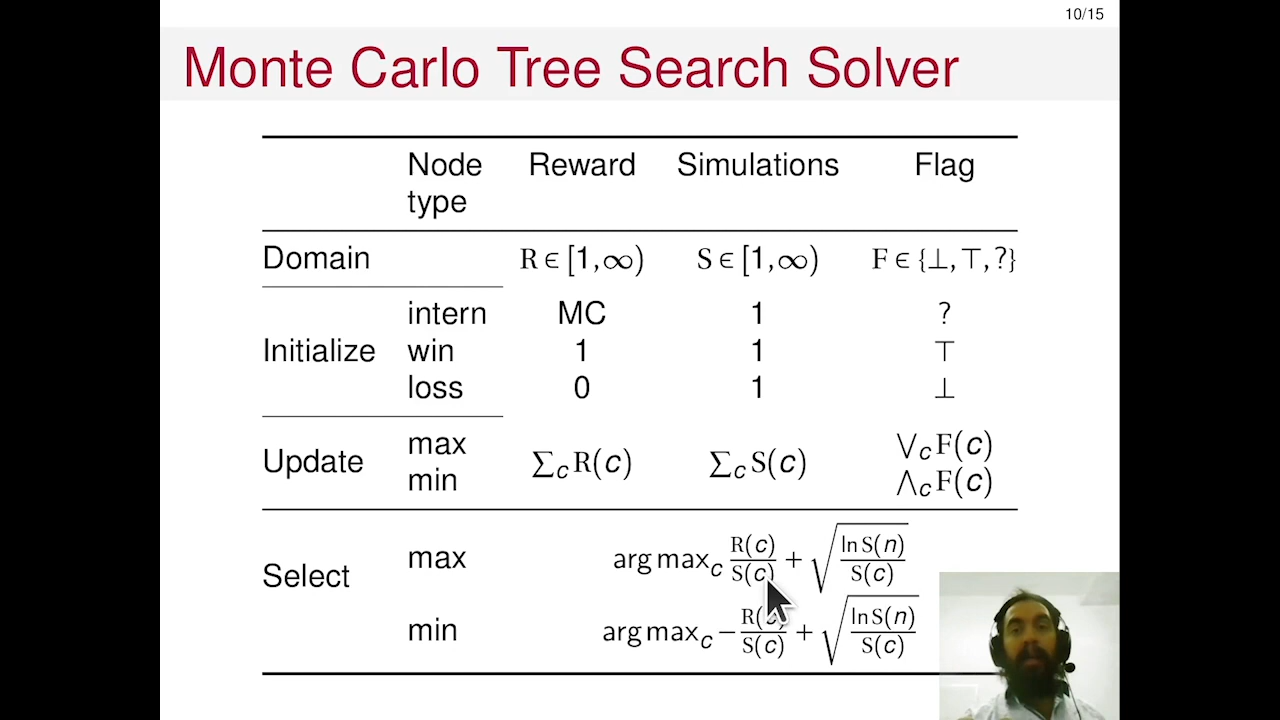 10/15
Monte Carlo Tree Search Solver
Node type Reward Simulations Flag
Domain R ∈ [1, ∞) S ∈ [1, ∞) F ∈ {⊥, ⊤, ?}
Initialize
intern MC 1 ?
win 1 1 ⊤
loss 0 1 ⊥
Update
max ∑c R(c) ∑c S(c) ⋁c F(c)
min ⋀c F(c)
Select
max arg maxc R(c)/S(c) + √(ln S(n)/S(c))
min arg maxc −R(c)/S(c) + √(ln S(n)/S(c))